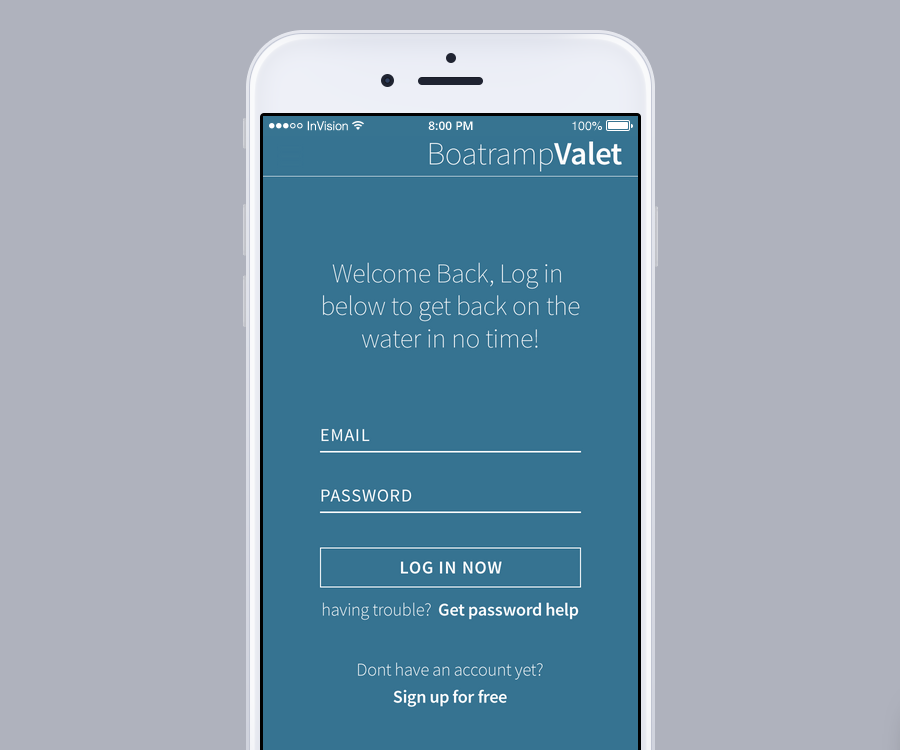 InVision 8:00 PM 100%
BoatrampValet
Welcome Back, Log in
below to get back on the
water in no time!
EMAIL
PASSWORD
LOG IN NOW
having trouble? Get password help
Dont have an account yet?
Sign up for free